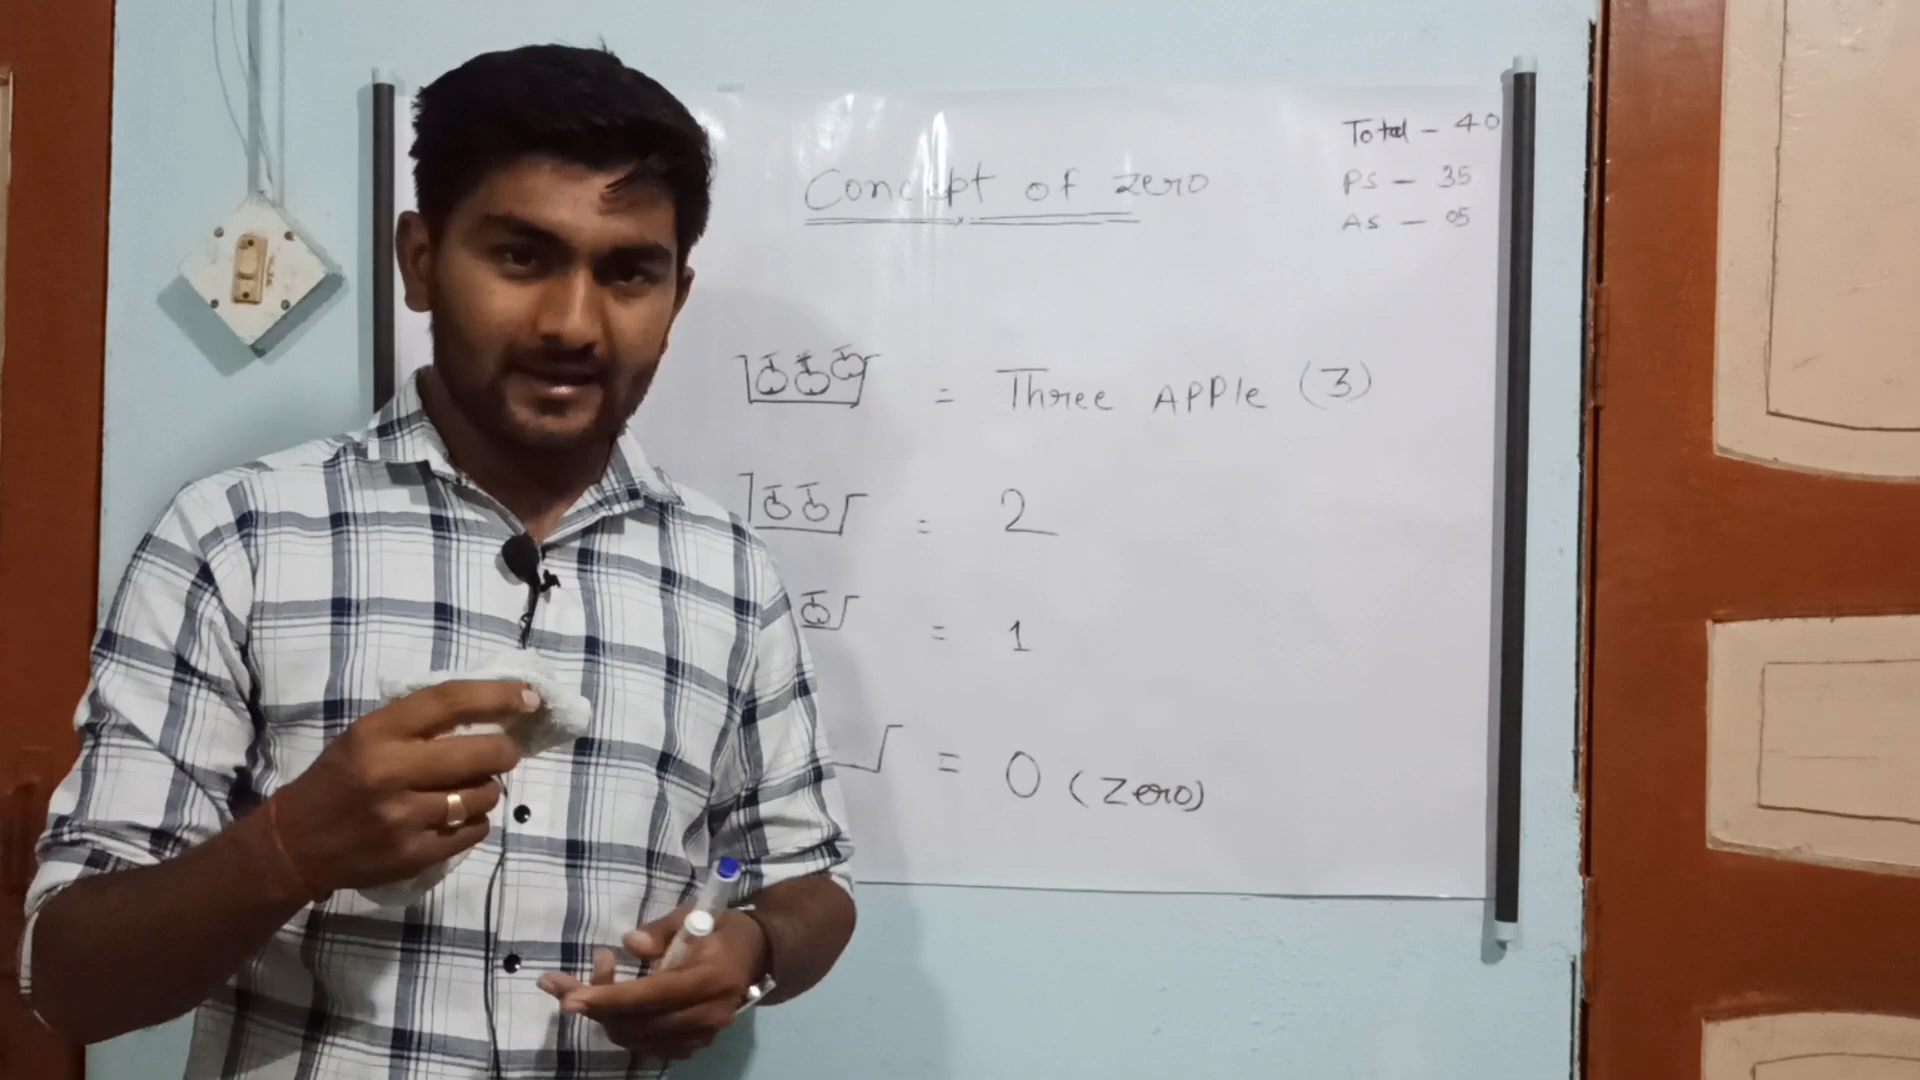 Total - 40
PS - 35
AS - 05
Concept of zero
= Three APPle (3)
= 2
= 1
= 0 (Zero)